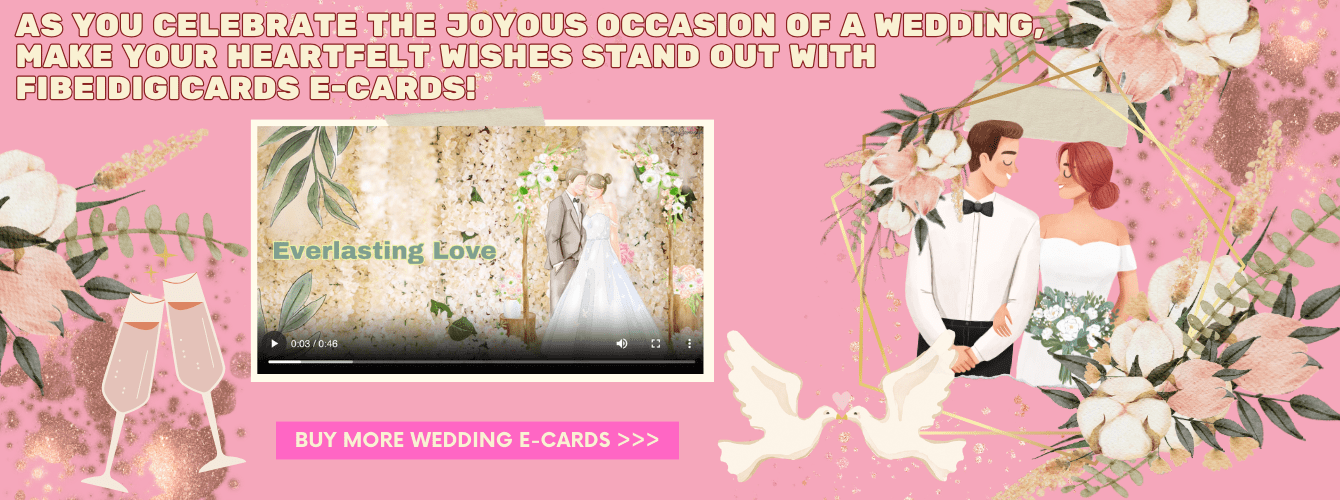 AS YOU CELEBRATE THE JOYOUS OCCASION OF A WEDDING,
MAKE YOUR HEARTFELT WISHES STAND OUT WITH
FIBEIDIGICARDS E-CARDS!
Everlasting Love
0:03 / 0:46
BUY MORE WEDDING E-CARDS >>>